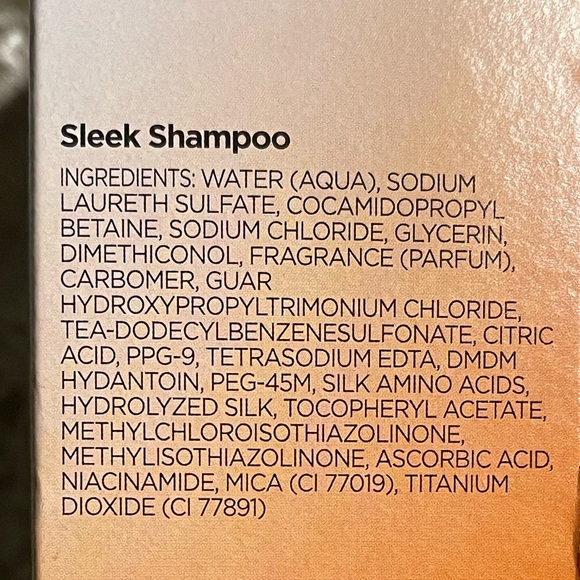 Sleek Shampoo
INGREDIENTS: WATER (AQUA), SODIUM
LAURETH SULFATE, COCAMIDOPROPYL
BETAINE, SODIUM CHLORIDE, GLYCERIN,
DIMETHICONOL, FRAGRANCE (PARFUM),
CARBOMER, GUAR
HYDROXYPROPYLTRIMONIUM CHLORIDE,
TEA-DODECYLBENZENESULFONATE, CITRIC
ACID, PPG-9, TETRASODIUM EDTA, DMDM
HYDANTOIN, PEG-45M, SILK AMINO ACIDS,
HYDROLYZED SILK, TOCOPHERYL ACETATE,
METHYLCHLOROISOTHIAZOLINONE,
METHYLISOTHIAZOLINONE, ASCORBIC ACID,
NIACINAMIDE, MICA (CI 77019), TITANIUM
DIOXIDE (CI 77891)